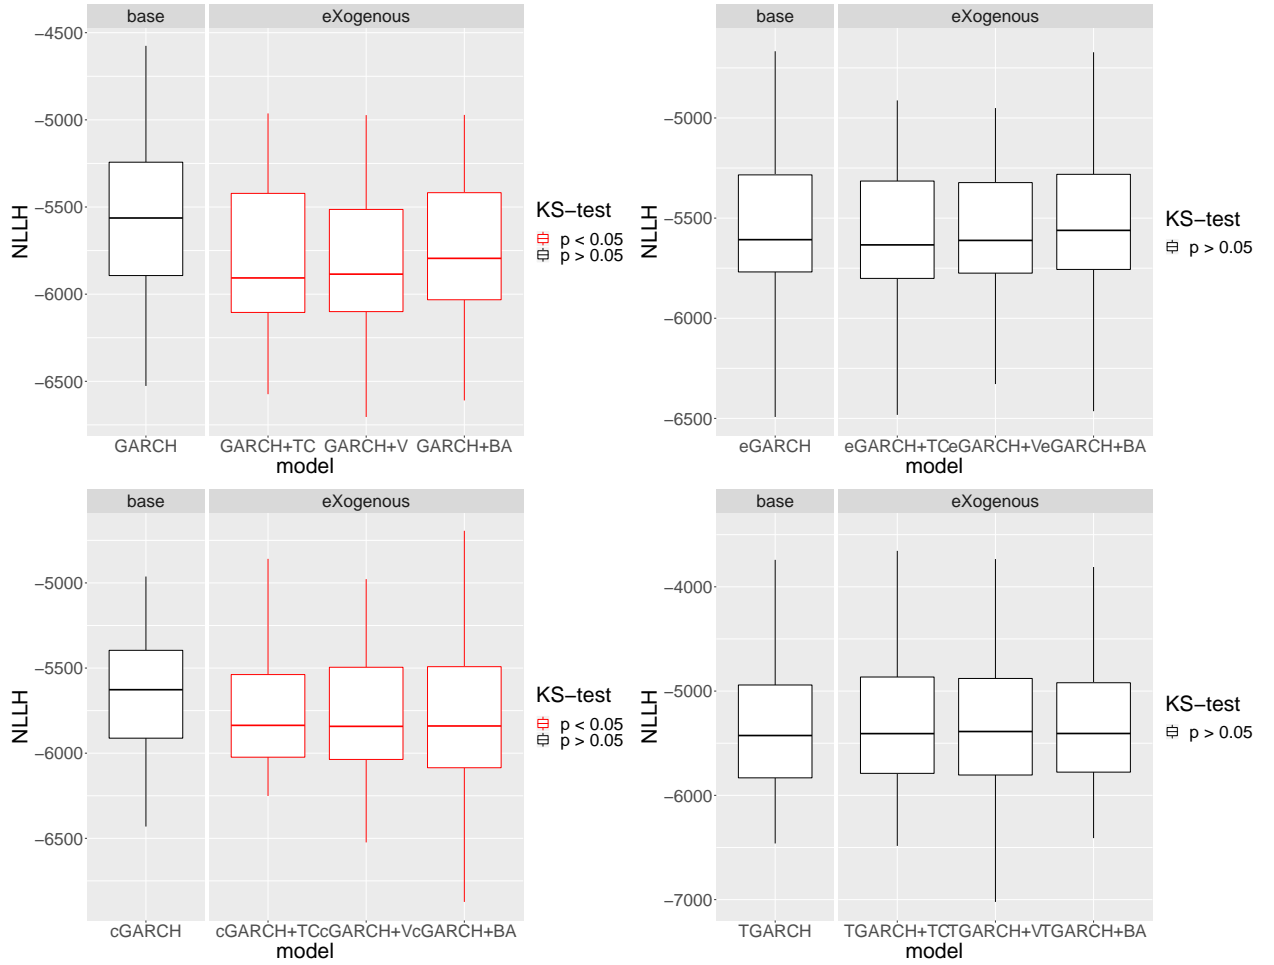 base
eXogenous
−4500
−5000
−5500
−6000
−6500
NLLH
GARCH
GARCH+TC
GARCH+V
GARCH+BA
model
KS−test
p < 0.05
p > 0.05
base
eXogenous
−5000
−5500
−6000
−6500
NLLH
eGARCH
eGARCH+TC
eGARCH+V
eGARCH+BA
model
KS−test
p > 0.05
base
eXogenous
−5000
−5500
−6000
−6500
NLLH
cGARCH
cGARCH+TC
cGARCH+V
cGARCH+BA
model
KS−test
p < 0.05
p > 0.05
base
eXogenous
−4000
−5000
−6000
−7000
NLLH
TGARCH
TGARCH+TC
TGARCH+V
TGARCH+BA
model
KS−test
p > 0.05